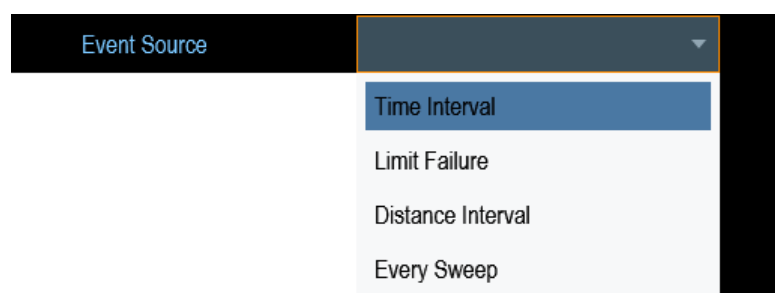 Event Source
Time Interval
Limit Failure
Distance Interval
Every Sweep